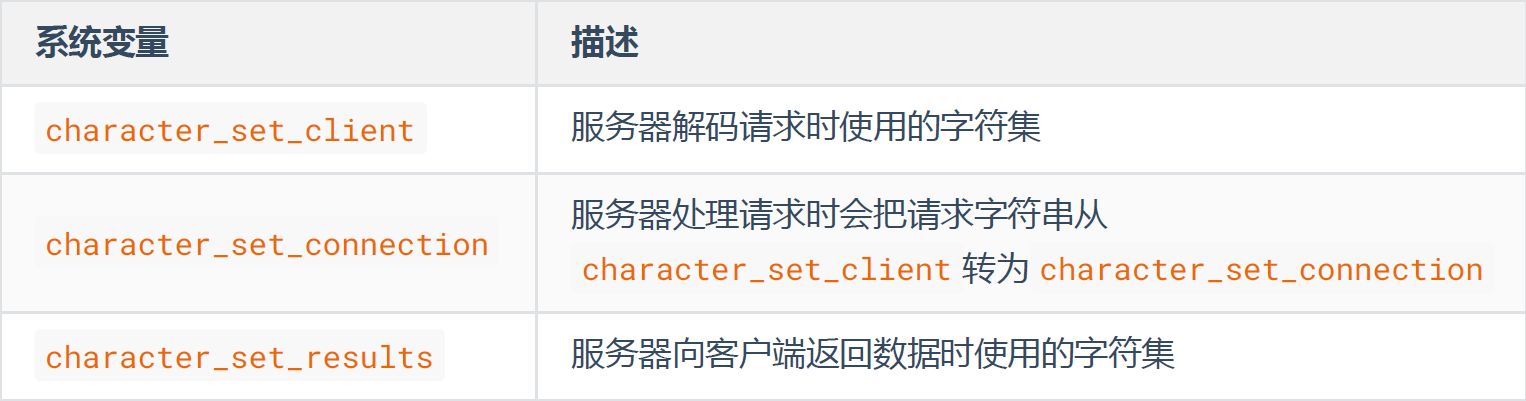 系统变量 描述
character_set_client 服务器解码请求时使用的字符集
服务器处理请求时会把请求字符串从
character_set_connection
character_set_client 转为 character_set_connection
character_set_results 服务器向客户端返回数据时使用的字符集